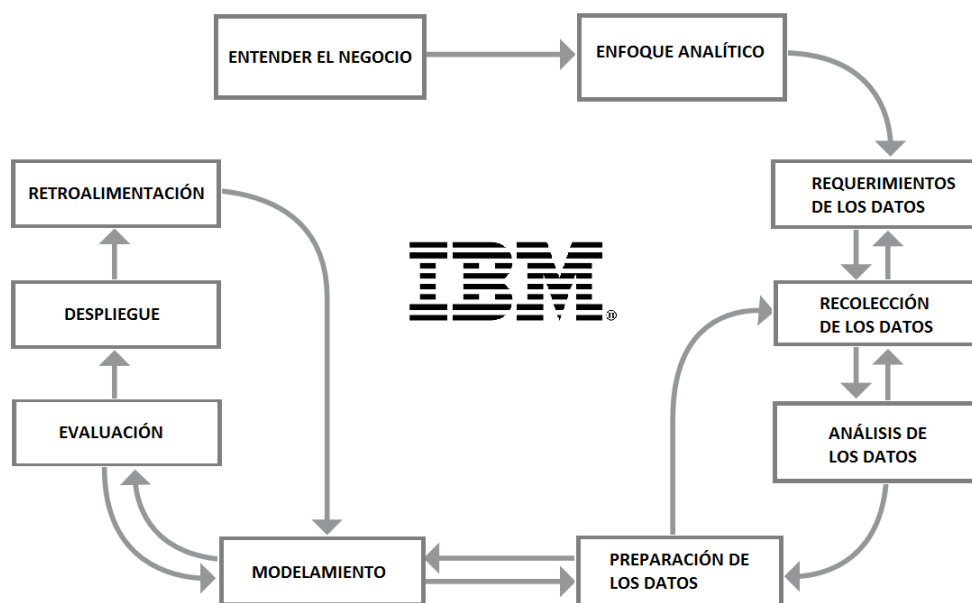 ENTENDER EL NEGOCIO
ENFOQUE ANALÍTICO
REQUERIMIENTOS
DE LOS DATOS
RECOLECCIÓN
DE LOS DATOS
ANÁLISIS DE
LOS DATOS
PREPARACIÓN DE
LOS DATOS
MODELAMIENTO
EVALUACIÓN
DESPLIEGUE
RETROALIMENTACIÓN
IBM®